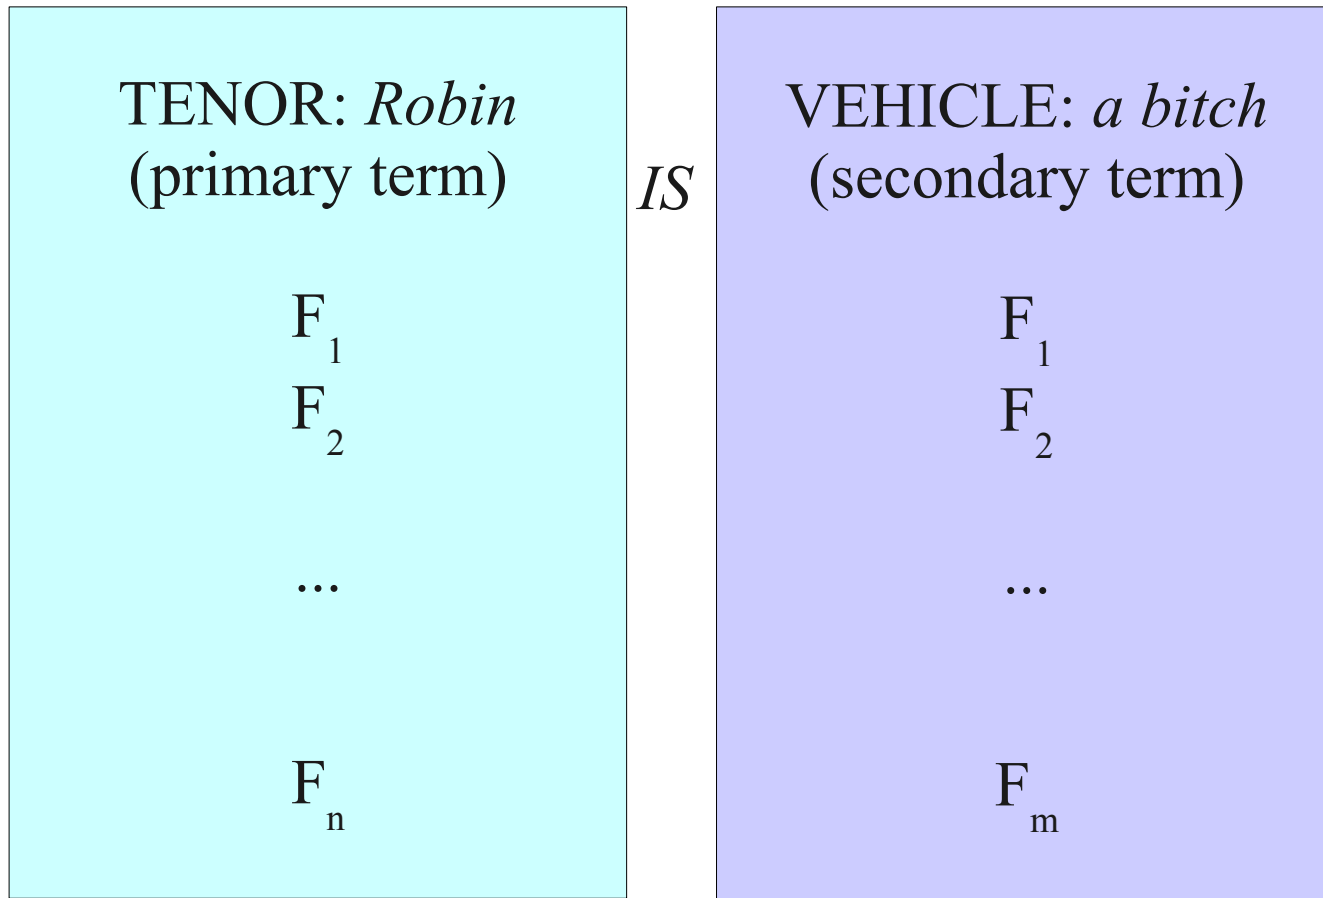 TENOR: Robin
(primary term)
F1
F2
...
Fn
IS
VEHICLE: a bitch
(secondary term)
F1
F2
...
Fm